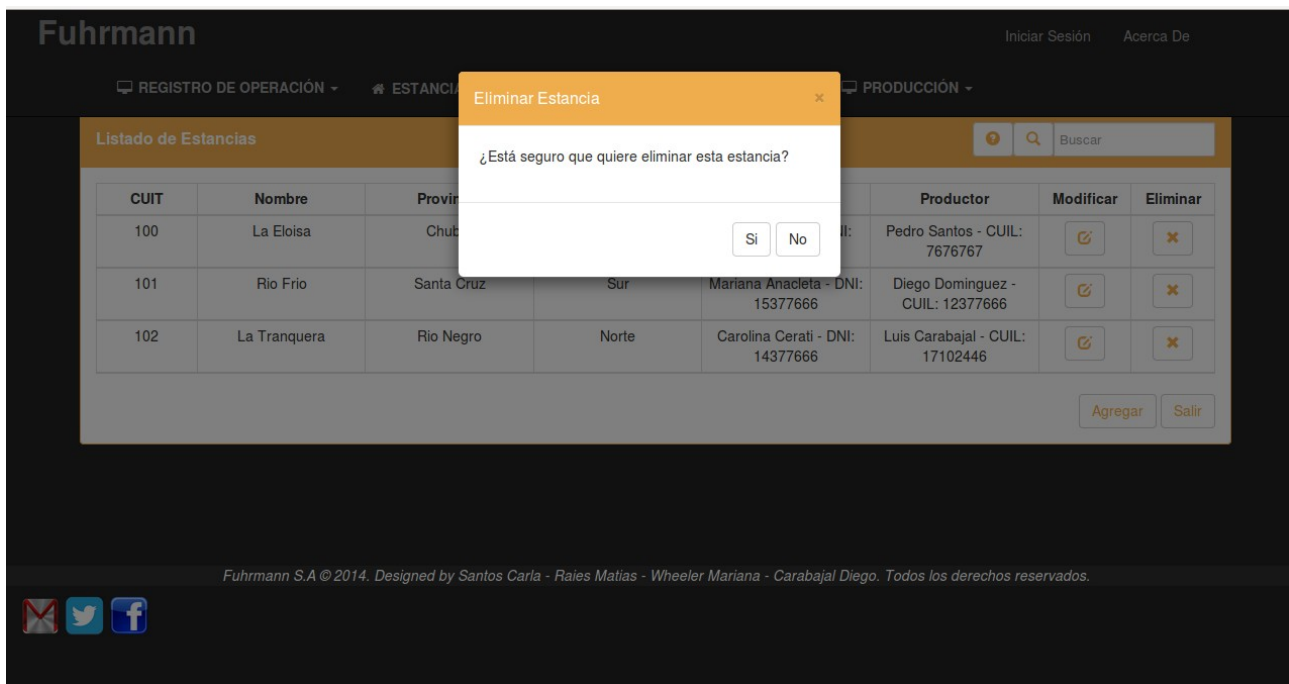 Fuhrmann
Iniciar Sesión Acerca De
REGISTRO DE OPERACIÓN ESTANCIA PRODUCCIÓN
Eliminar Estancia ×
¿Está seguro que quiere eliminar esta estancia?
Si No
Listado de Estancias Buscar
CUIT Nombre Provin Productor Modificar Eliminar
100 La Eloisa Chub NI: Pedro Santos - CUIL:
7676767
101 Rio Frio Santa Cruz Sur Mariana Anacleta - DNI: Diego Dominguez -
15377666 CUIL: 12377666
102 La Tranquera Rio Negro Norte Carolina Cerati - DNI: Luis Carabajal - CUIL:
14377666 17102446
Agregar Salir
Fuhrmann S.A © 2014. Designed by Santos Carla - Raies Matias - Wheeler Mariana - Carabajal Diego. Todos los derechos reservados.